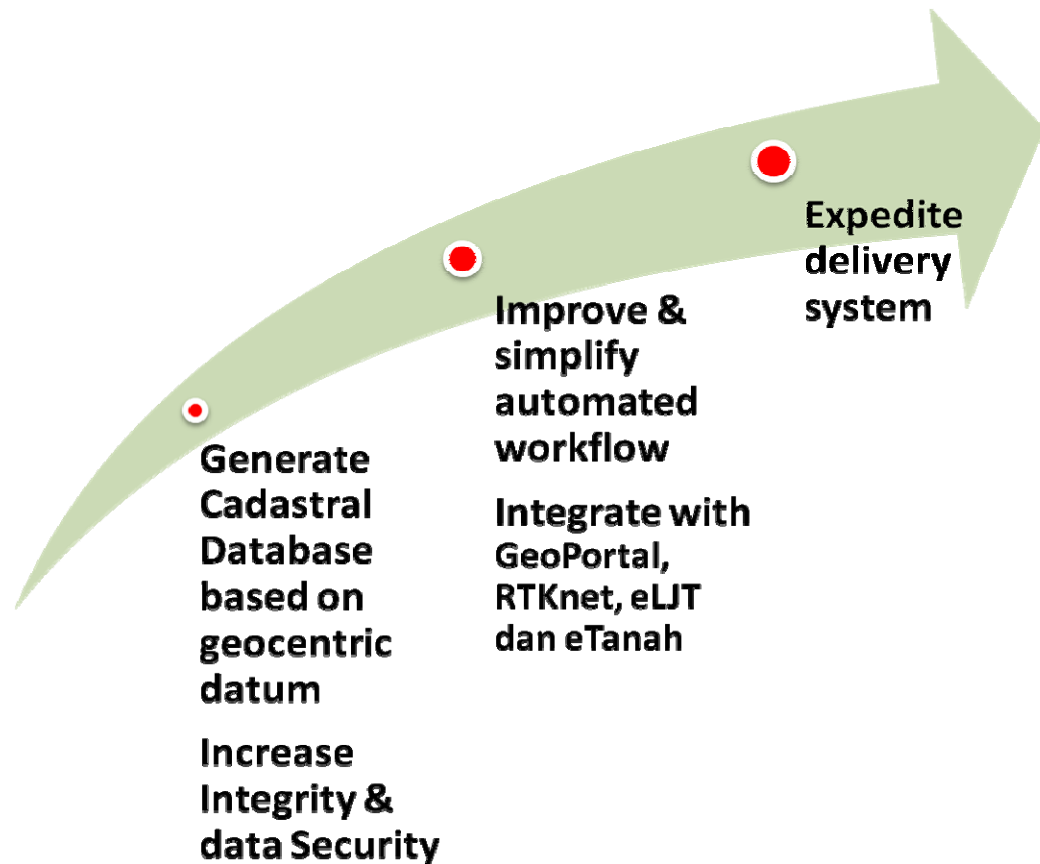 Generate
Cadastral
Database
based on
geocentric
datum
Increase
Integrity &
data Security
Improve &
simplify
automated
workflow
Integrate with
GeoPortal,
RTKnet, eLJT
dan eTanah
Expedite
delivery
system